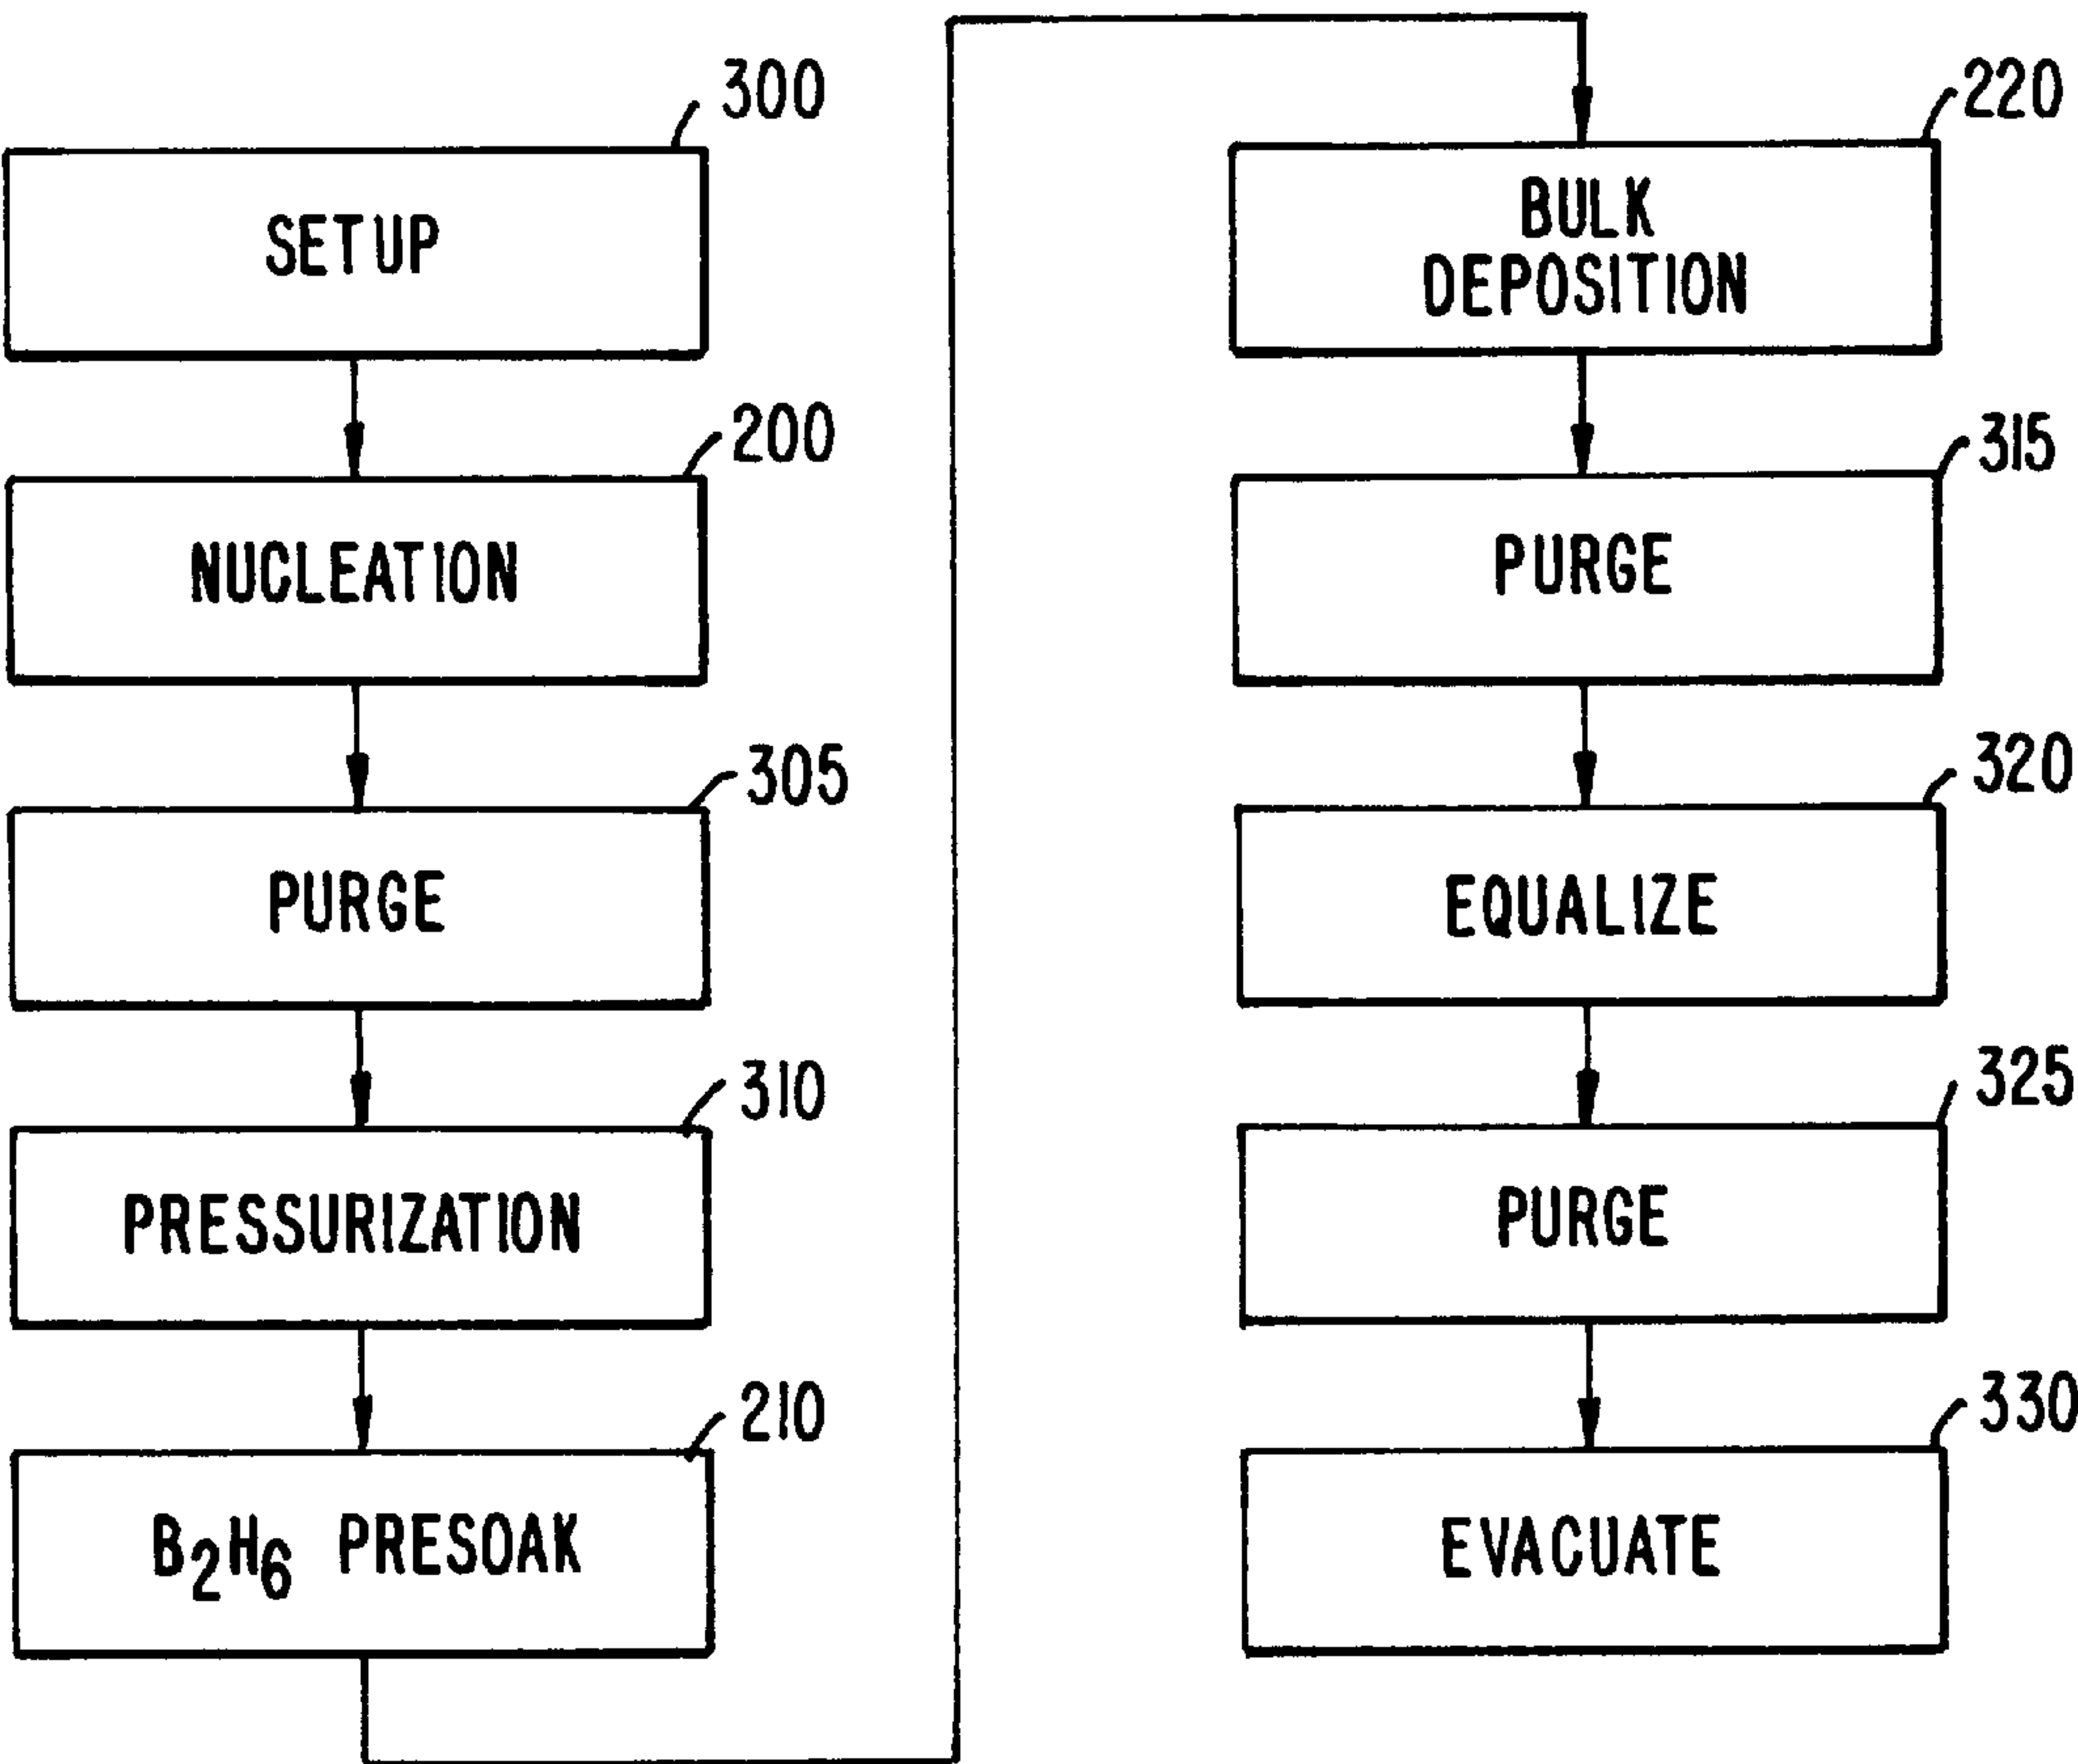 300
SETUP
200
NUCLEATION
305
PURGE
310
PRESSURIZATION
210
B₂H₆ PRESOAK
220
BULK
DEPOSITION
315
PURGE
320
EQUALIZE
325
PURGE
330
EVACUATE